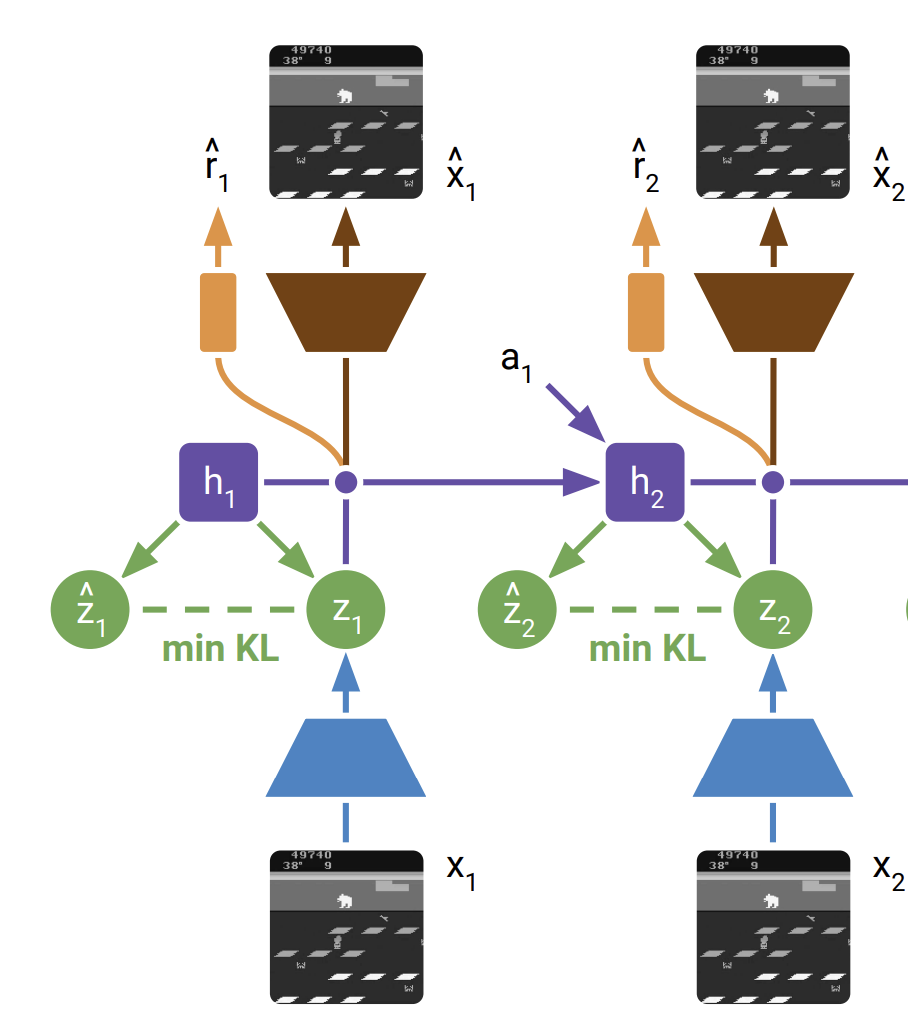 49740
38° 9
49740
38° 9
r̂1
x̂1
r̂2
x̂2
a1
h1
h2
ẑ1
z1
ẑ2
z2
min KL
min KL
49740
38° 9
49740
38° 9
x1
x2